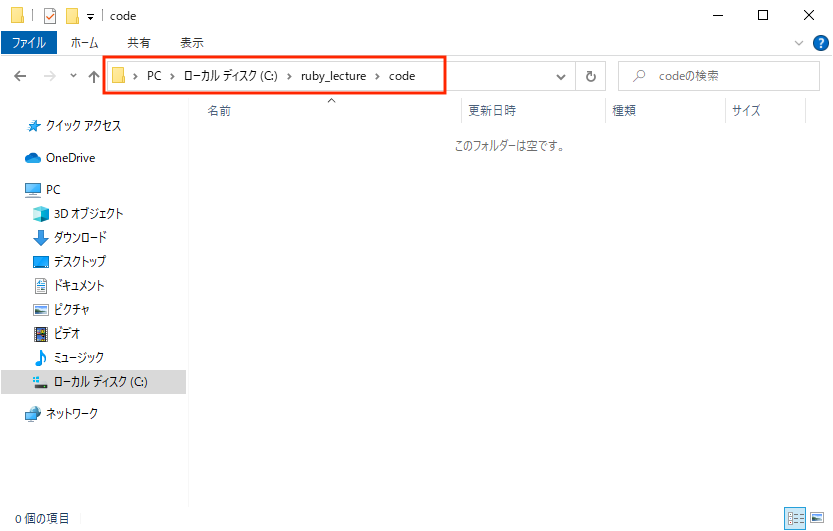 code
ファイル ホーム 共有 表示
PC ローカル ディスク (C:) ruby_lecture code
codeの検索
名前 更新日時 種類 サイズ
このフォルダーは空です。
クイック アクセス
OneDrive
PC
3D オブジェクト
ダウンロード
デスクトップ
ドキュメント
ピクチャ
ビデオ
ミュージック
ローカル ディスク (C:)
ネットワーク
0 個の項目